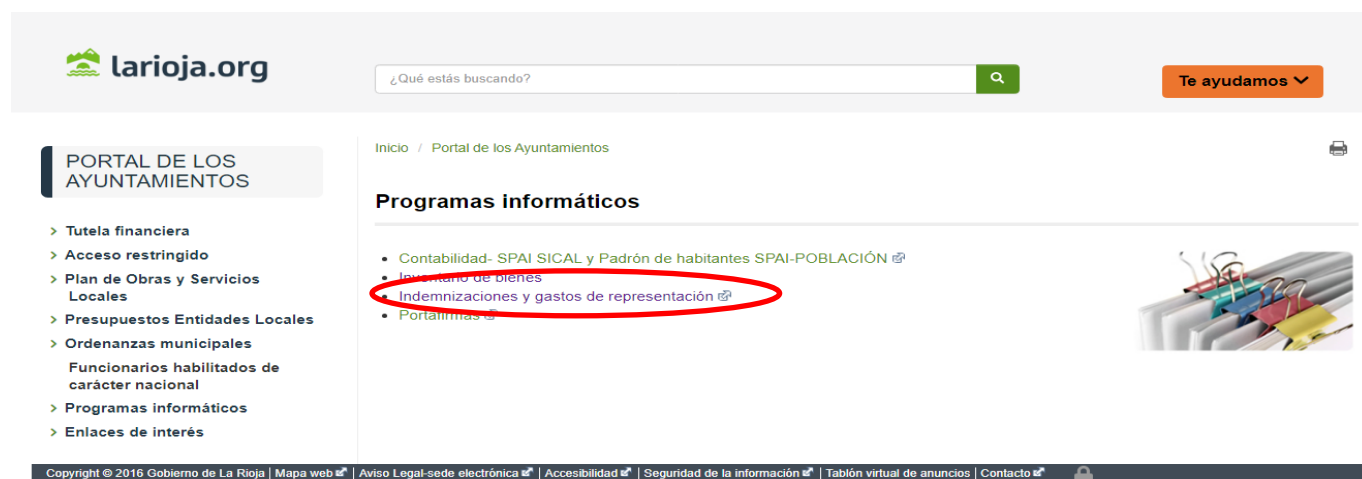 larioja.org
¿Qué estás buscando?
Te ayudamos
PORTAL DE LOS
AYUNTAMIENTOS
Inicio / Portal de los Ayuntamientos
Programas informáticos
> Tutela financiera
> Acceso restringido
> Plan de Obras y Servicios
Locales
> Presupuestos Entidades Locales
> Ordenanzas municipales
Funcionarios habilitados de
carácter nacional
> Programas informáticos
> Enlaces de interés
• Contabilidad- SPAI SICAL y Padrón de habitantes SPAI-POBLACIÓN
• Inventario de bienes
• Indemnizaciones y gastos de representación
• Portafirmas
Copyright © 2016 Gobierno de La Rioja | Mapa web | Aviso Legal-sede electrónica | Accesibilidad | Seguridad de la información | Tablón virtual de anuncios | Contacto